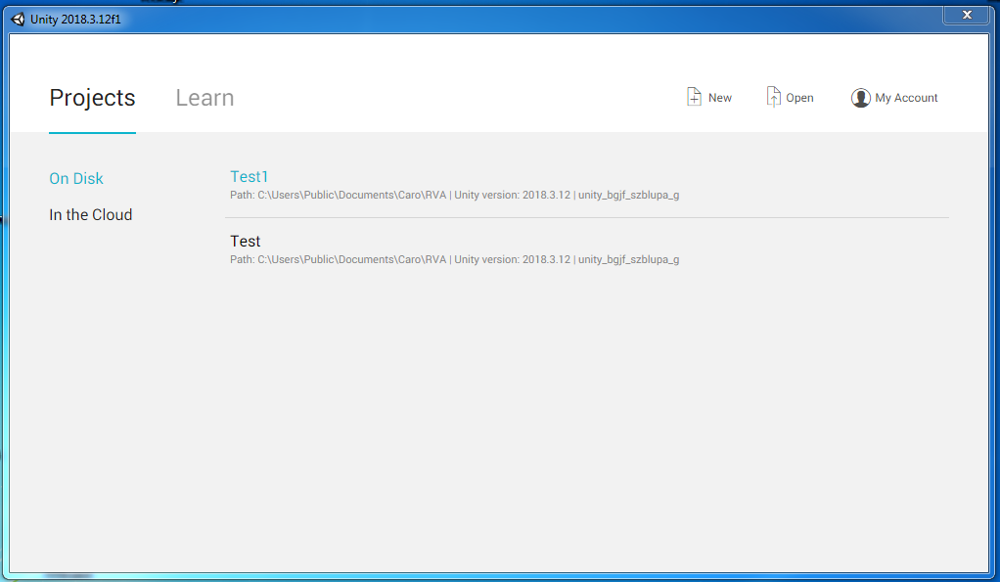 Unity 2018.3.12f1
Projects
Learn
New
Open
My Account
On Disk
In the Cloud
Test1
Path: C:\Users\Public\Documents\Caro\RVA | Unity version: 2018.3.12 | unity_bgjf_szblupa_g
Test
Path: C:\Users\Public\Documents\Caro\RVA | Unity version: 2018.3.12 | unity_bgjf_szblupa_g